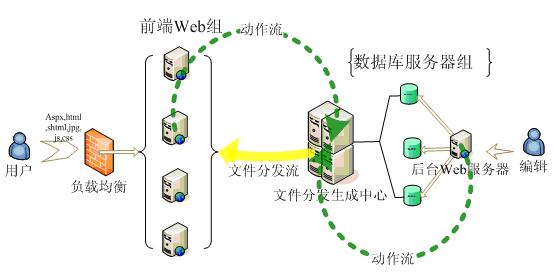 前端Web组
动作流
{数据库服务器组 }
Aspx,html
,shtml,jpg,
js,css
用户
负载均衡
文件分发流
文件分发生成中心
后台Web服务器
编辑
动作流